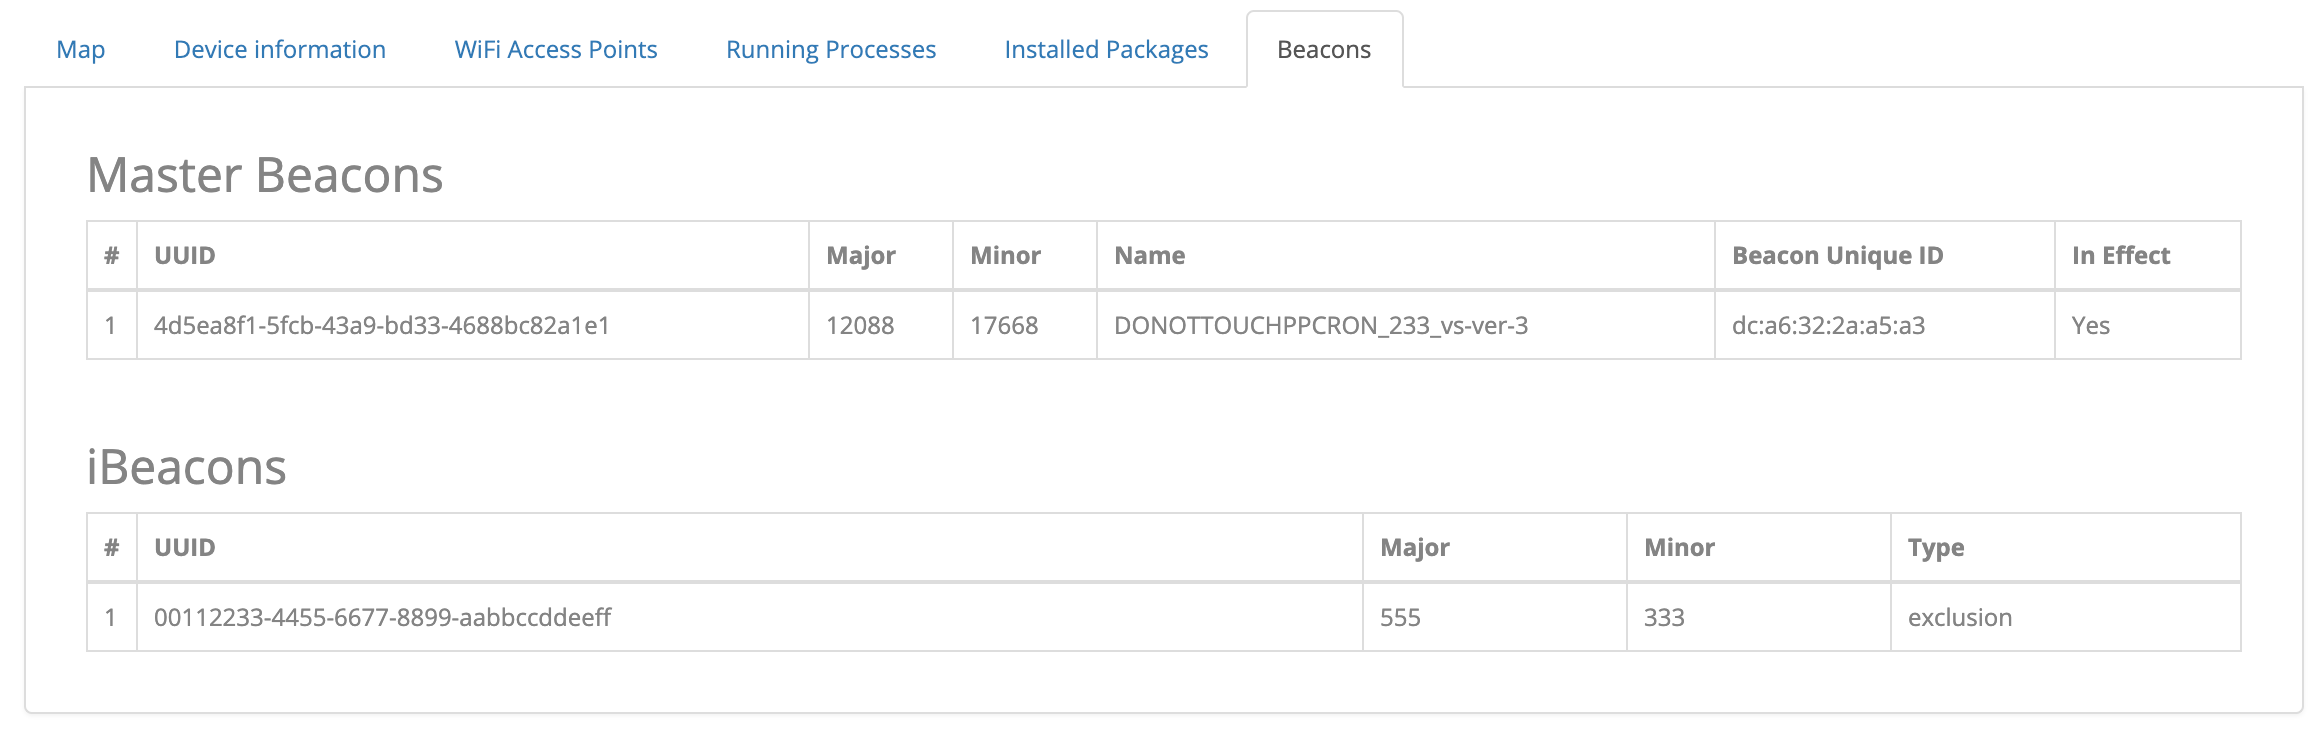 Map Device information WiFi Access Points Running Processes Installed Packages Beacons
Master Beacons
# UUID Major Minor Name Beacon Unique ID In Effect
1 4d5ea8f1-5fcb-43a9-bd33-4688bc82a1e1 12088 17668 DONOTTOUCHPPCRON_233_vs-ver-3 dc:a6:32:2a:a5:a3 Yes
iBeacons
# UUID Major Minor Type
1 00112233-4455-6677-8899-aabbccddeeff 555 333 exclusion